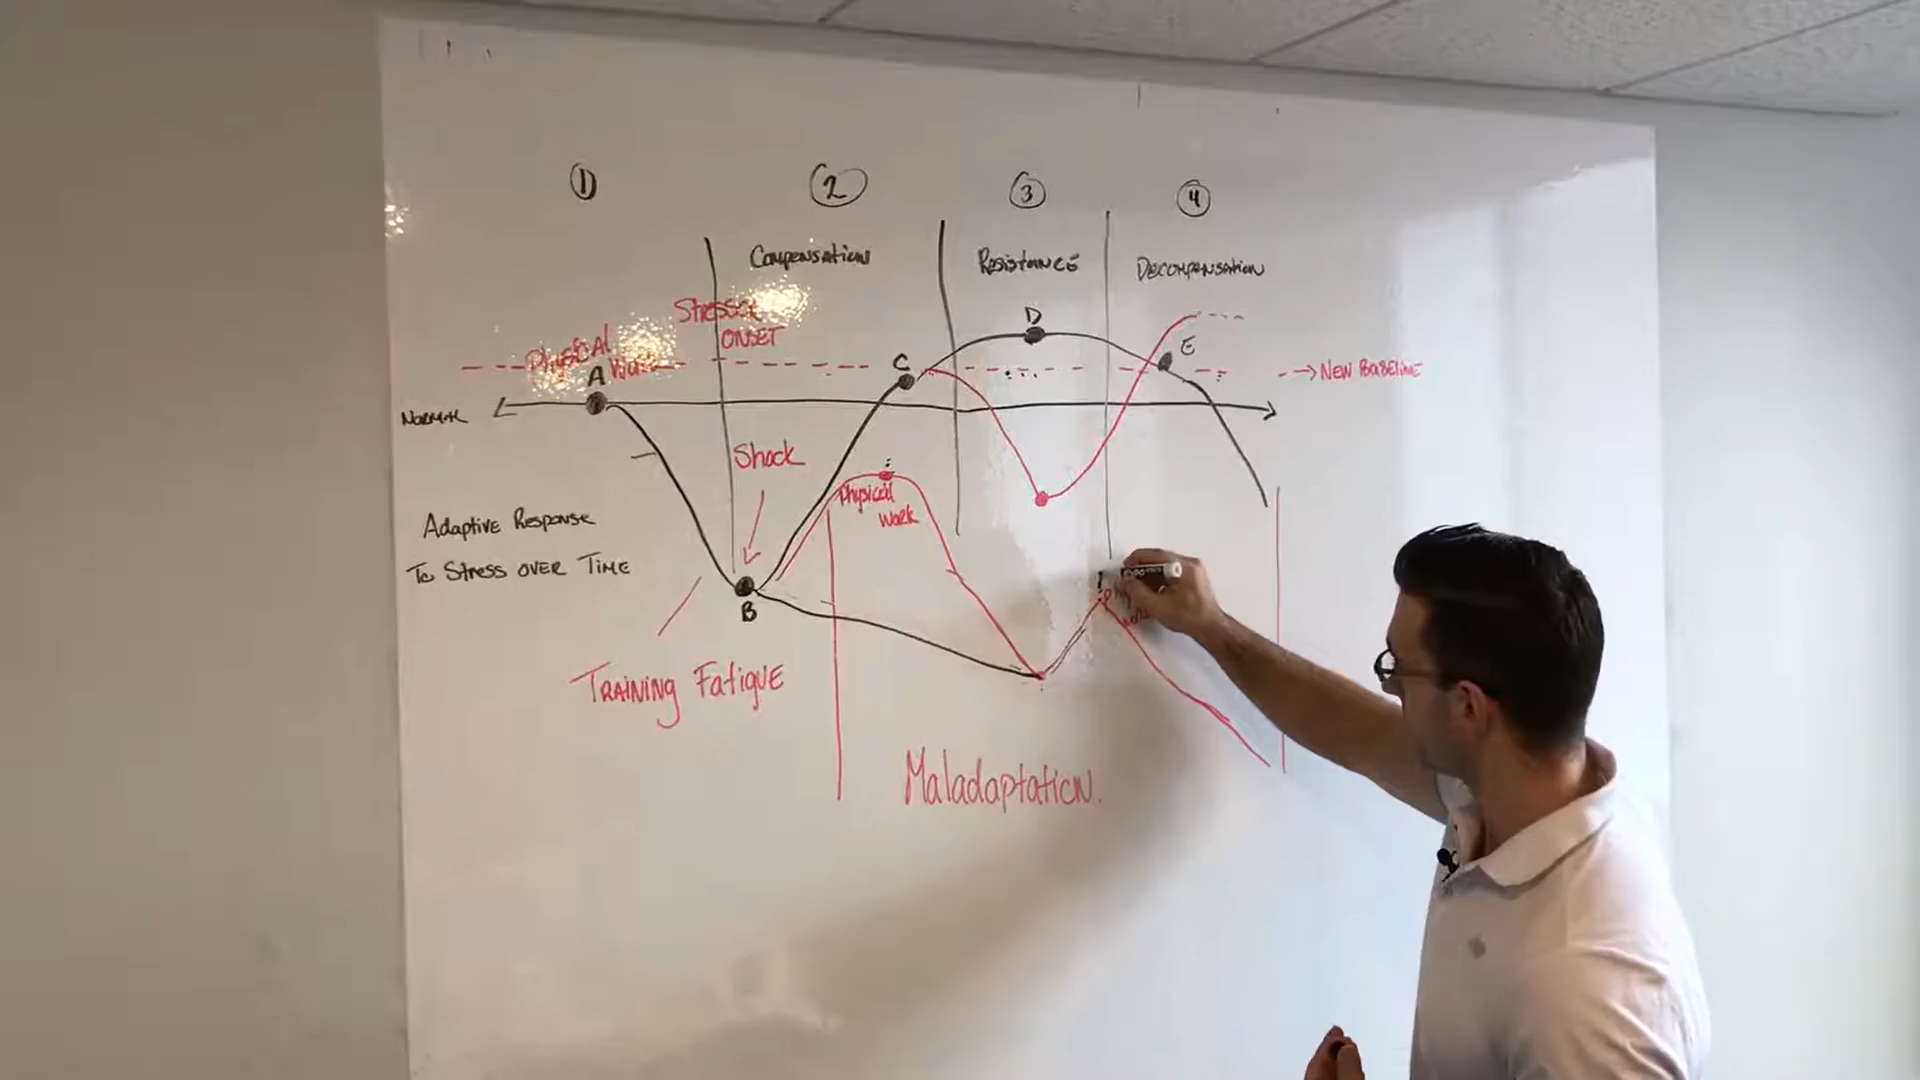 1
2
3
4
Compensation
Resistance
Decompensation
Stressor
ONSET
Physical
Work
A
C
D
E
New Baseline
Normal
Shock
Physical
Work
Adaptive Response
To Stress over Time
B
Training Fatigue
Maladaptation.